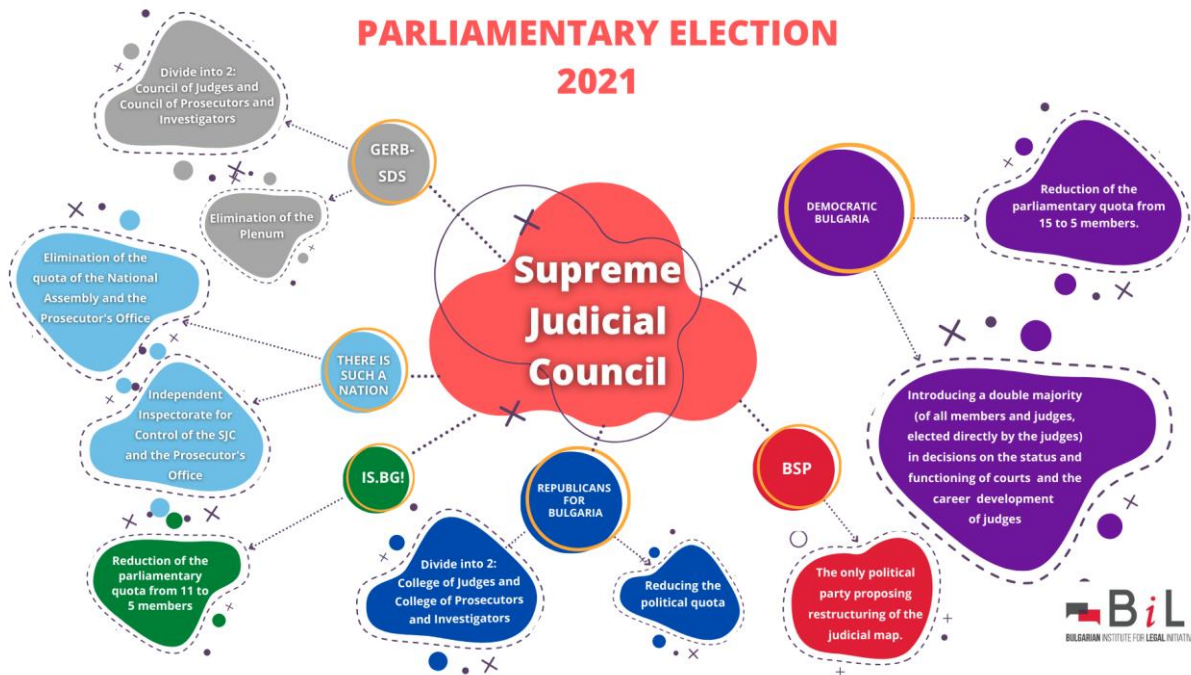 PARLIAMENTARY ELECTION
2021
Divide into 2:
Council of Judges and
Council of Prosecutors and
Investigators
GERB-
SDS
Elimination of the
Plenum
Elimination of the
quota of the National
Assembly and the
Prosecutor's Office
THERE IS
SUCH A
NATION
Independent
Inspectorate for
Control of the SJC
and the Prosecutor's
Office
IS.BG!
Reduction of the
parliamentary
quota from 11 to
5 members
Supreme
Judicial
Council
REPUBLICANS
FOR
BULGARIA
Divide into 2:
College of Judges and
College of Prosecutors
and Investigators
Reducing the
political quota
BSP
The only political
party proposing
restructuring of the
judicial map.
DEMOCRATIC
BULGARIA
Reduction of the
parliamentary quota from
15 to 5 members.
Introducing a double majority
(of all members and judges,
elected directly by the judges)
in decisions on the status and
functioning of courts and the
career development
of judges
BiL
BULGARIAN INSTITUTE FOR LEGAL INITIATIV